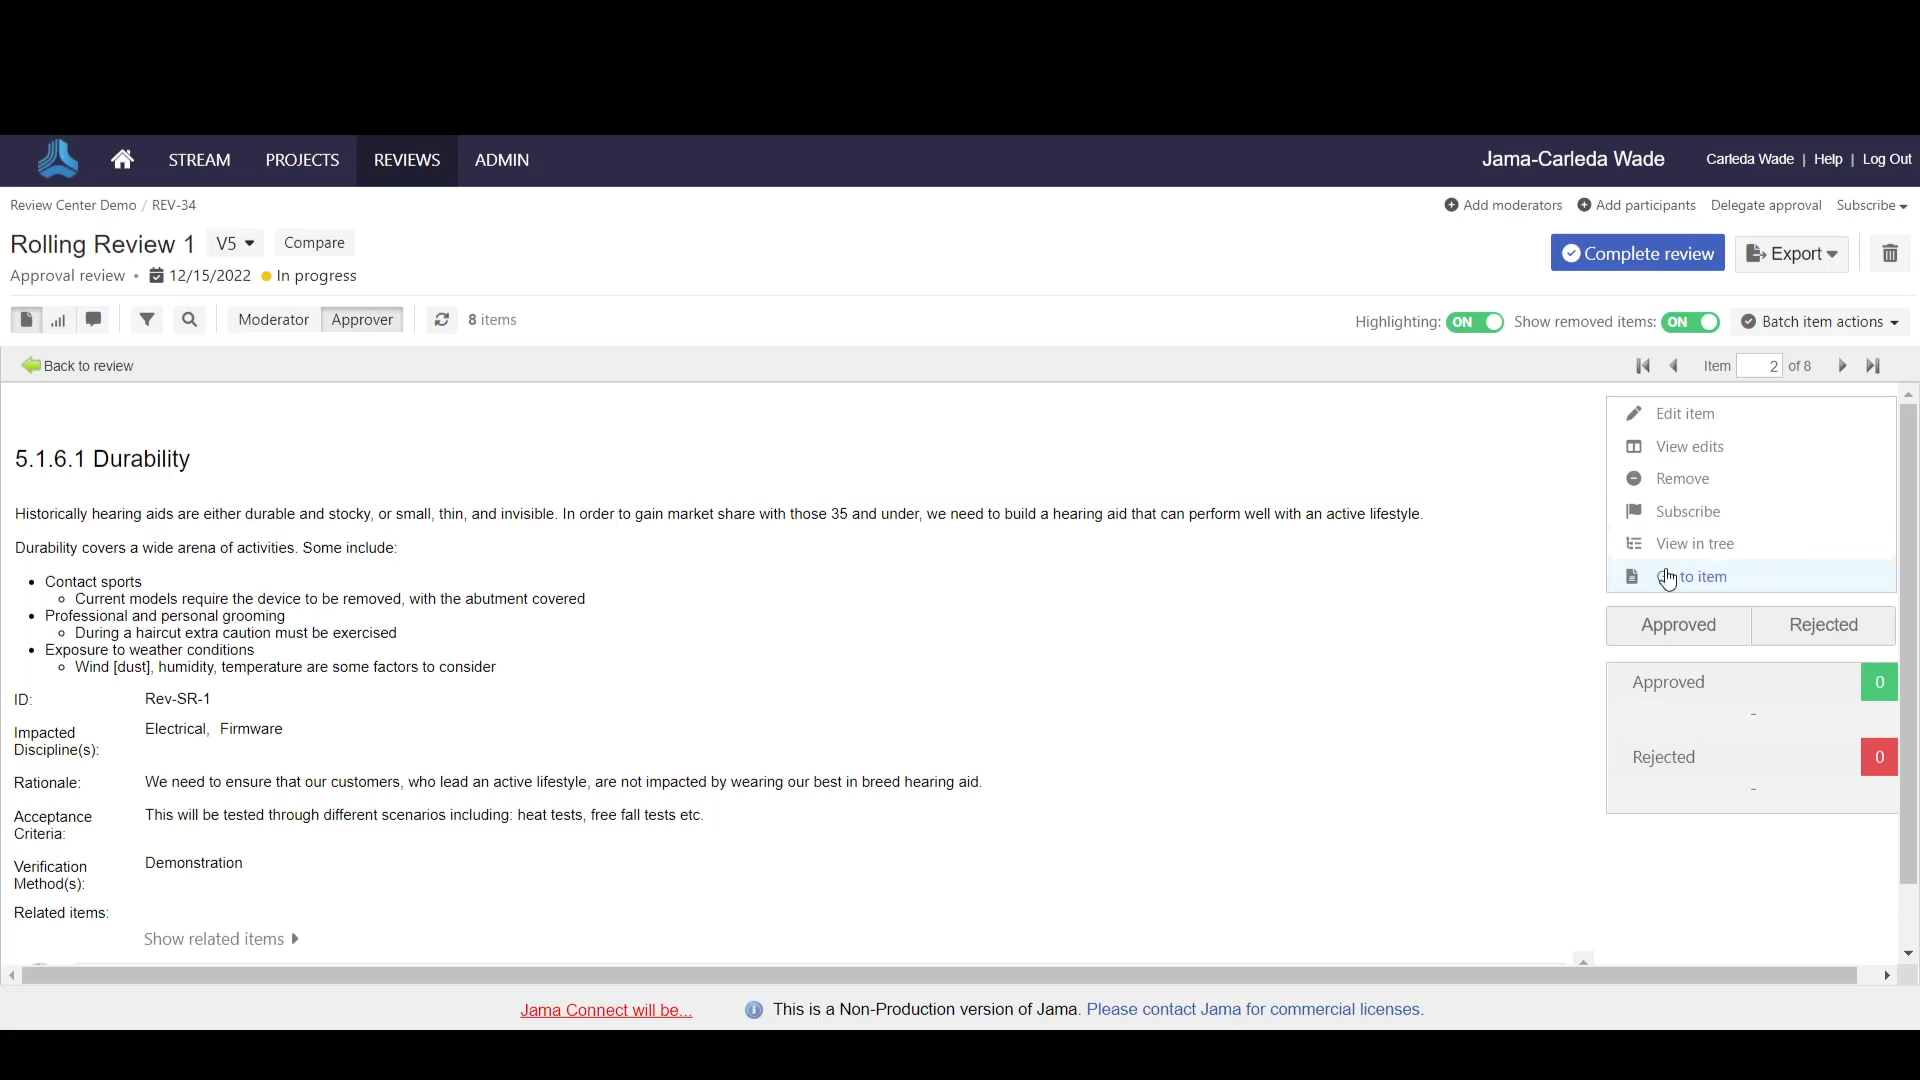 STREAM PROJECTS REVIEWS ADMIN Jama-Carleda Wade Carleda Wade | Help | Log Out
Review Center Demo / REV-34 Add moderators Add participants Delegate approval Subscribe
Rolling Review 1 V5 Compare Complete review Export
Approval review • 12/15/2022 In progress
Moderator Approver 8 items Highlighting: ON Show removed items: ON Batch item actions
Back to review Item 2 of 8
Edit item
View edits
Remove
Subscribe
View in tree
to item
Approved Rejected
Approved 0
-
Rejected 0
-
5.1.6.1 Durability
Historically hearing aids are either durable and stocky, or small, thin, and invisible. In order to gain market share with those 35 and under, we need to build a hearing aid that can perform well with an active lifestyle.
Durability covers a wide arena of activities. Some include:
• Contact sports
◦ Current models require the device to be removed, with the abutment covered
• Professional and personal grooming
◦ During a haircut extra caution must be exercised
• Exposure to weather conditions
◦ Wind [dust], humidity, temperature are some factors to consider
ID: Rev-SR-1
Impacted Electrical, Firmware
Discipline(s):
Rationale: We need to ensure that our customers, who lead an active lifestyle, are not impacted by wearing our best in breed hearing aid.
Acceptance This will be tested through different scenarios including: heat tests, free fall tests etc.
Criteria:
Verification Demonstration
Method(s):
Related items:
Show related items
Jama Connect will be... This is a Non-Production version of Jama. Please contact Jama for commercial licenses.